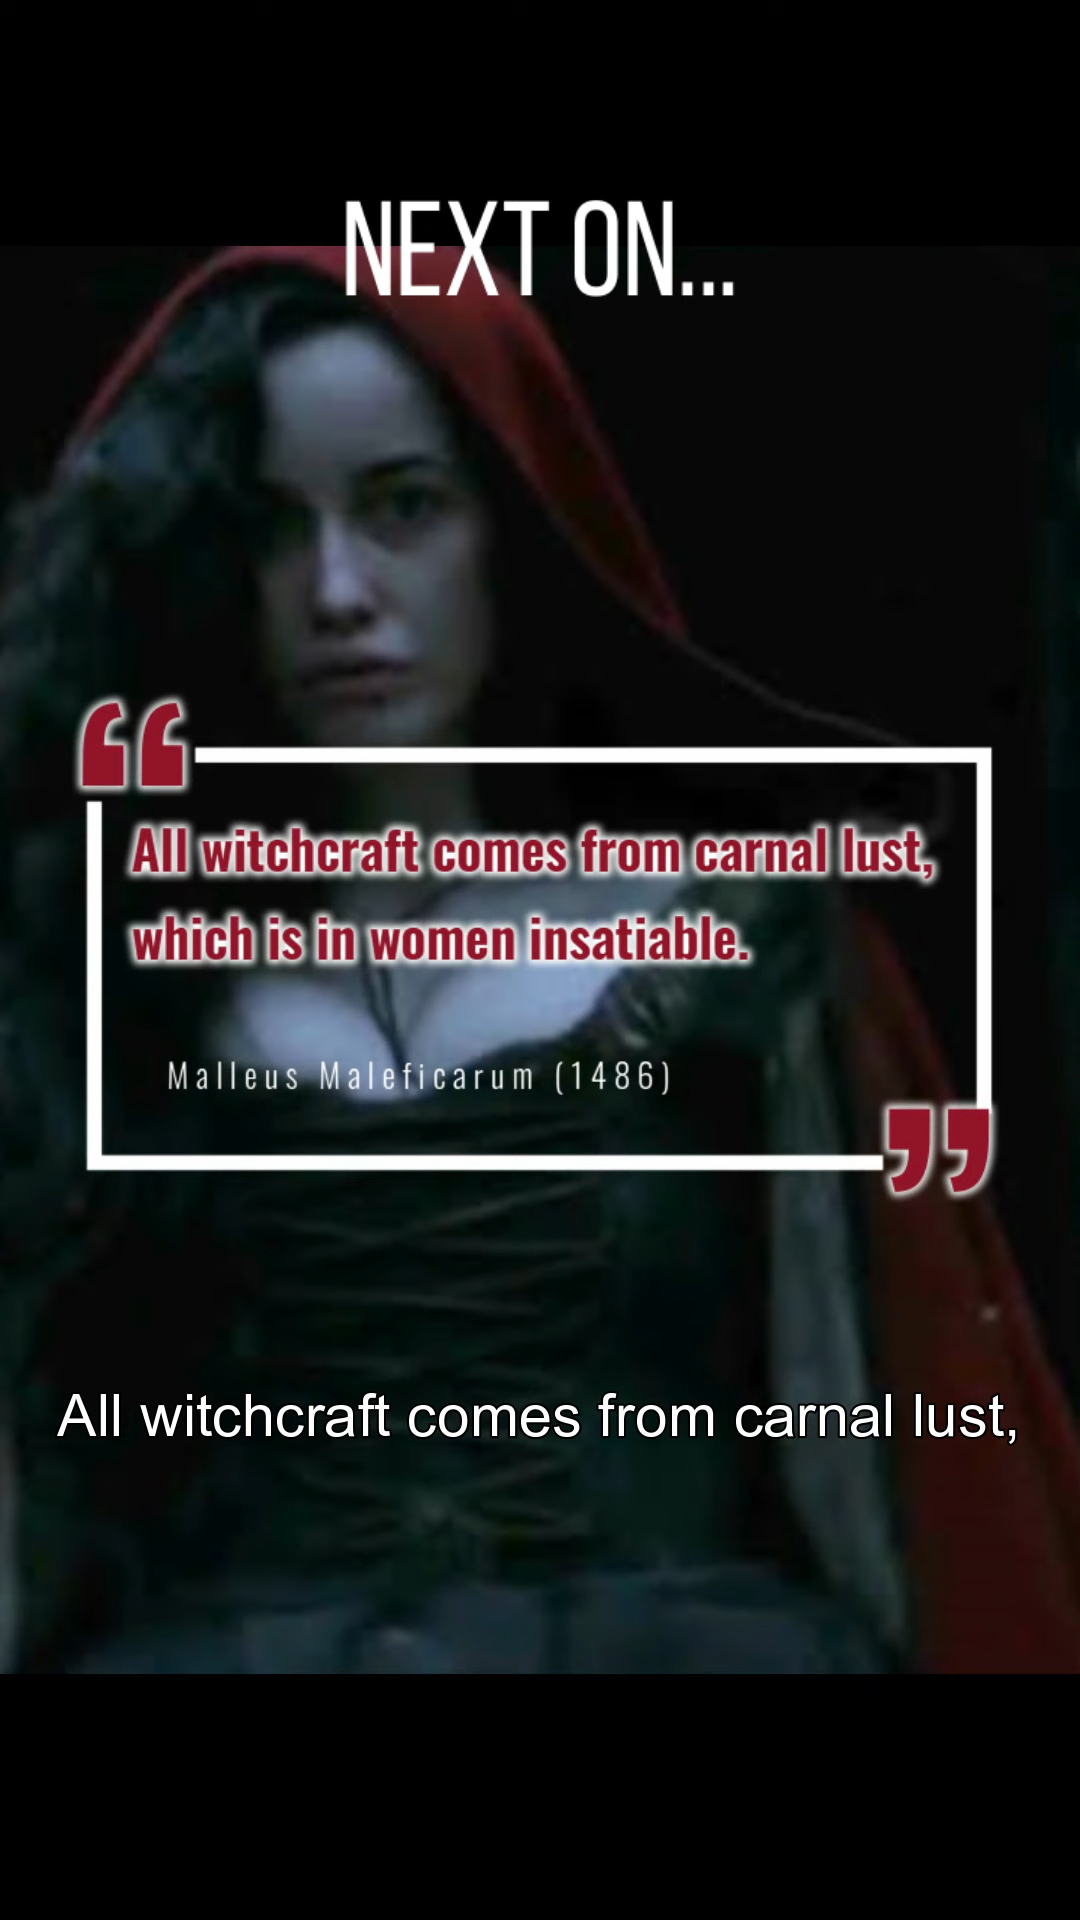 NEXT ON...
“
All witchcraft comes from carnal lust,
which is in women insatiable.
Malleus Maleficarum (1486)
”
All witchcraft comes from carnal lust,